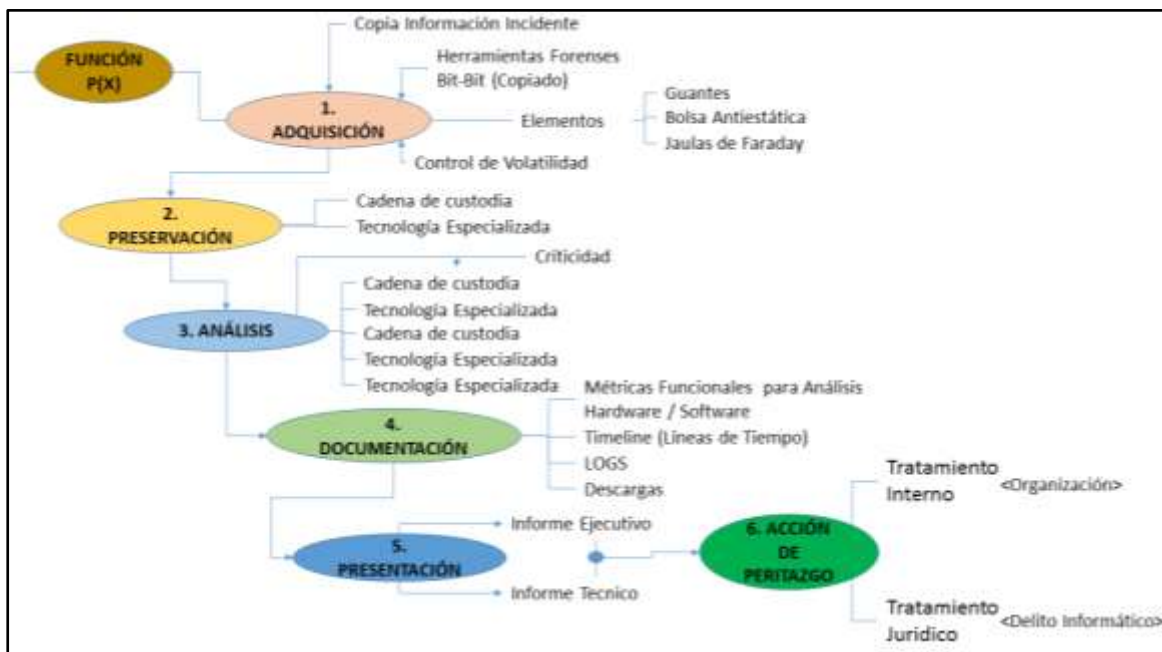 FUNCIÓN
P(X)
Copia Información Incidente
Herramientas Forenses
Bit-Bit (Copiado)
1.
ADQUISICIÓN
Elementos
Guantes
Bolsa Antiestática
Jaulas de Faraday
Control de Volatilidad
2.
PRESERVACIÓN
Cadena de custodia
Tecnología Especializada
Criticidad
3. ANÁLISIS
Cadena de custodia
Tecnología Especializada
Cadena de custodia
Tecnología Especializada
Tecnología Especializada
4.
DOCUMENTACIÓN
Métricas Funcionales para Análisis
Hardware / Software
Timeline (Líneas de Tiempo)
LOGS
Descargas
5.
PRESENTACIÓN
Informe Ejecutivo
Informe Tecnico
6. ACCIÓN
DE
PERITAZGO
Tratamiento
Interno
<Organización>
Tratamiento
Juridico
<Delito Informático>